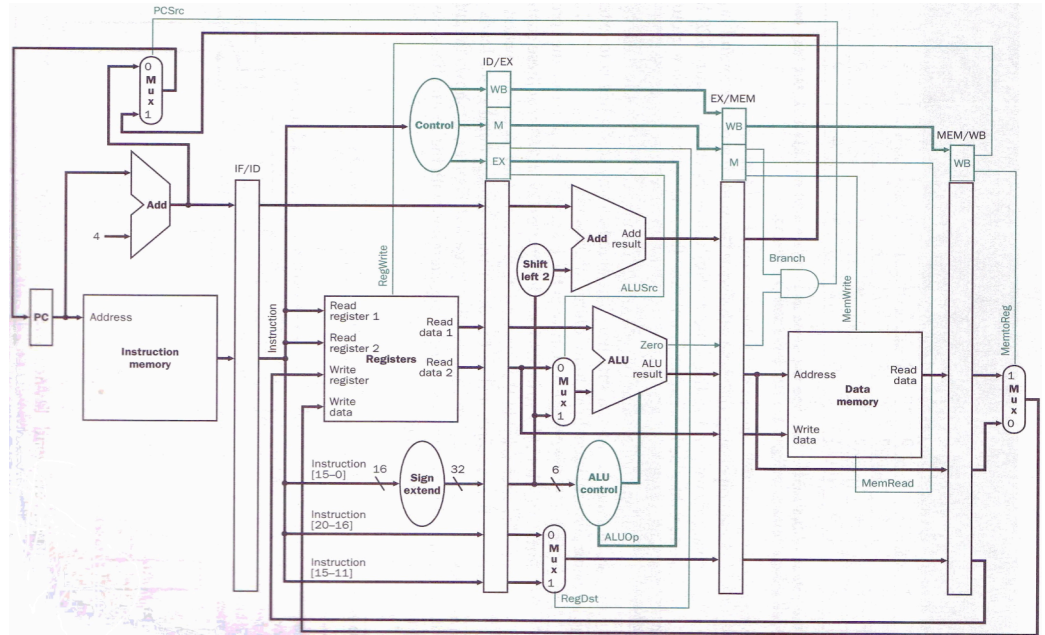 PCSrc
0
M
u
x
1
ID/EX
WB
M
EX
Control
EX/MEM
WB
M
MEM/WB
WB
IF/ID
Add
4
RegWrite
Shift
left 2
Add
Add
result
ALUSrc
Branch
MemWrite
MemtoReg
PC
Address
Instruction
memory
Instruction
Read
register 1
Read
register 2
Write
register
Write
data
Registers
Read
data 1
Read
data 2
0
M
u
x
1
ALU
Zero
ALU
result
Address
Write
data
Data
memory
Read
data
1
M
u
x
0
MemRead
Instruction
[15–0]
16
Sign
extend
32
6
ALU
control
ALUOp
Instruction
[20–16]
Instruction
[15–11]
0
M
u
x
1
RegDst